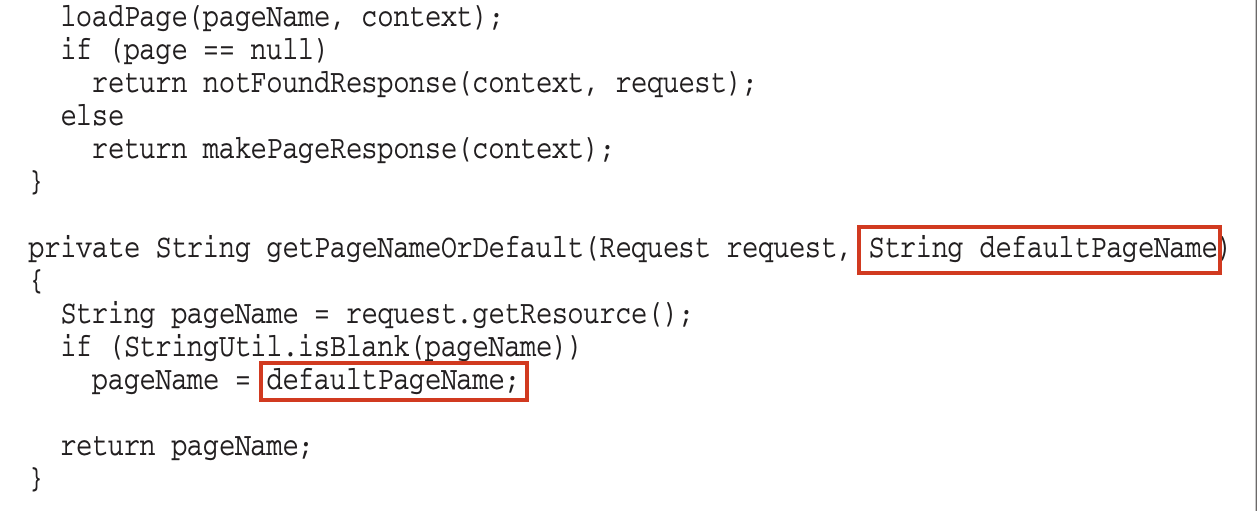 loadPage(pageName, context);
if (page == null)
return notFoundResponse(context, request);
else
return makePageResponse(context);
}
private String getPageNameOrDefault(Request request, String defaultPageName)
{
String pageName = request.getResource();
if (StringUtil.isBlank(pageName))
pageName = defaultPageName;
return pageName;
}